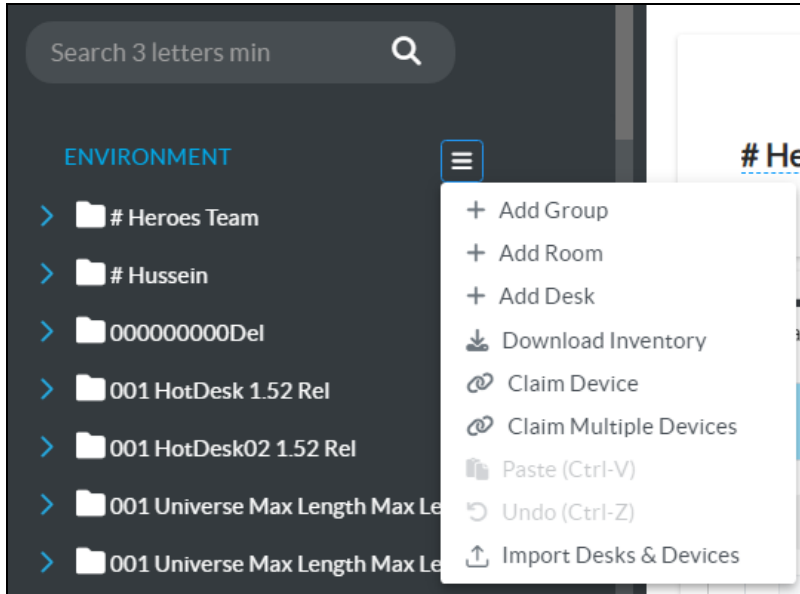 Search 3 letters min
ENVIRONMENT
# He
# Heroes Team
# Hussein
000000000Del
001 HotDesk 1.52 Rel
001 HotDesk02 1.52 Rel
001 Universe Max Length Max Le
001 Universe Max Length Max Le
Add Group
Add Room
Add Desk
Download Inventory
Claim Device
Claim Multiple Devices
Paste (Ctrl-V)
Undo (Ctrl-Z)
Import Desks & Devices